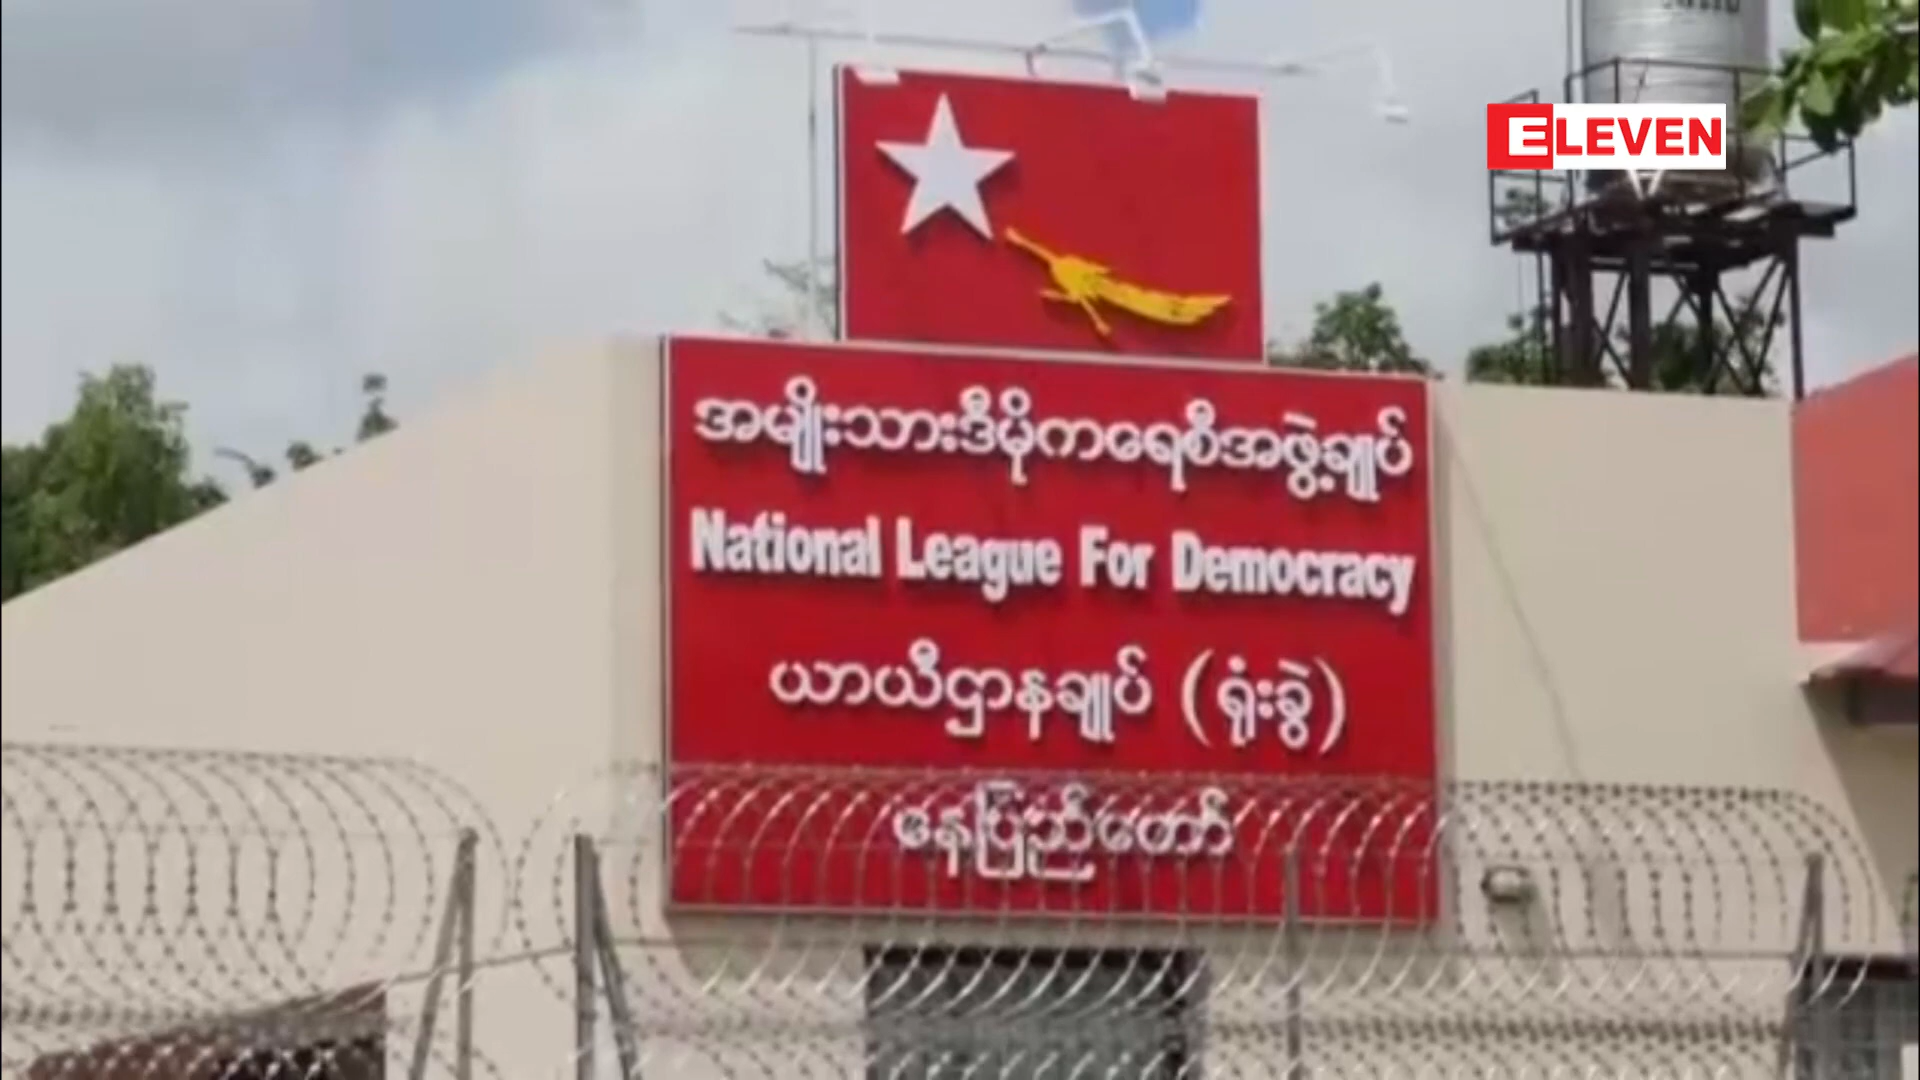 ELEVEN
အမျိုးသားဒီမိုကရေစီအဖွဲ့ချုပ်
National League For Democracy
ယာယီဌာနချုပ် (ရုံးခွဲ)
နေပြည်တော်